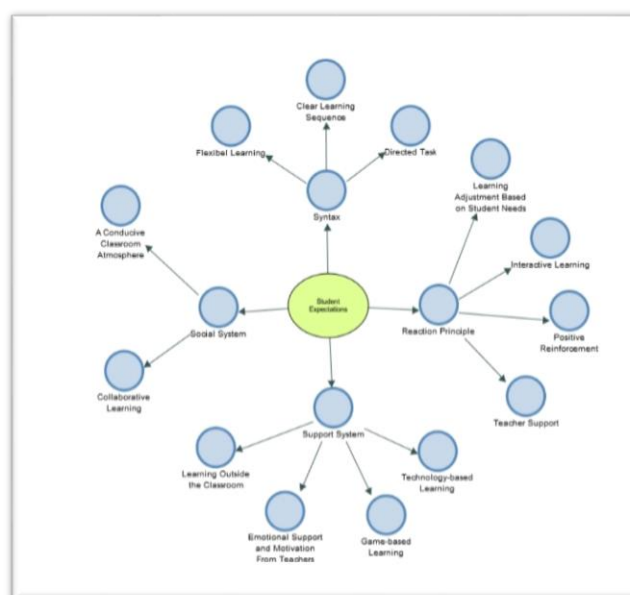 Clear Learning
Sequence
Flexibel Learning
Directed Task
Learning
Adjustment Based
on Student Needs
Syntax
A Conducive
Classroom
Atmosphere
Interactive Learning
Student
Expectations
Social System
Reaction Principle
Positive
Reinforcement
Collaborative
Learning
Teacher Support
Support System
Learning Outside
the Classroom
Technology-based
Learning
Emotional Support
and Motivation
From Teachers
Game-based
Learning